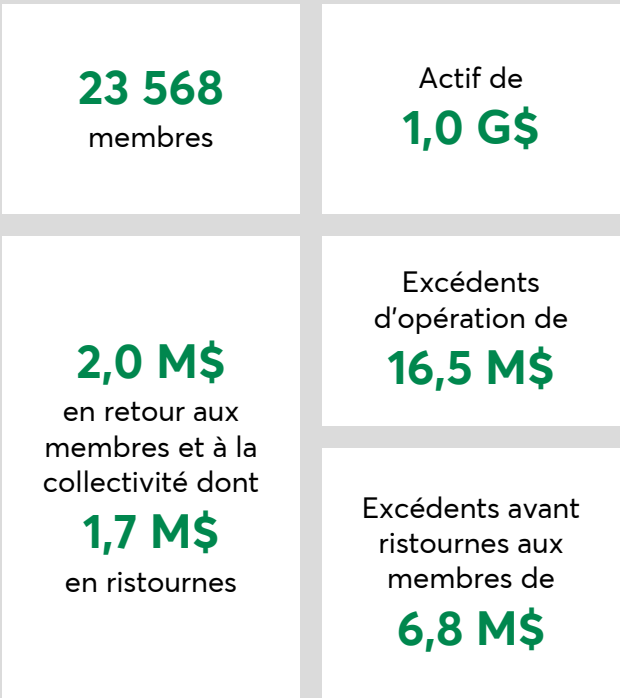 23 568
membres
Actif de
1,0 G$
2,0 M$
en retour aux
membres et à la
collectivité dont
1,7 M$
en ristournes
Excédents
d’opération de
16,5 M$
Excédents avant
ristournes aux
membres de
6,8 M$